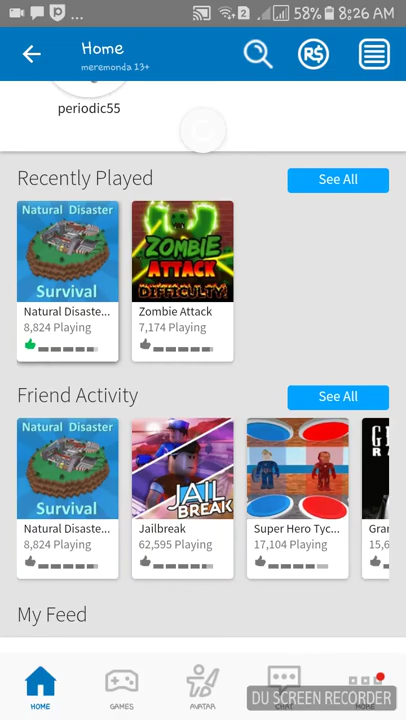 58% 8:26 AM
Home
meremonda 13+
R$
periodic55
Recently Played
See All
Natural Disaster
Survival
ZOMBIE
ATTACK
DIFFICULTY!
Natural Disaste...
Zombie Attack
8,824 Playing
7,174 Playing
Friend Activity
See All
Natural Disaster
Survival
JAIL
BREAK
Natural Disaste...
Jailbreak
Super Hero Tyc...
8,824 Playing
62,595 Playing
17,104 Playing
My Feed
HOME
GAMES
AVATAR
DU SCREEN RECORDER